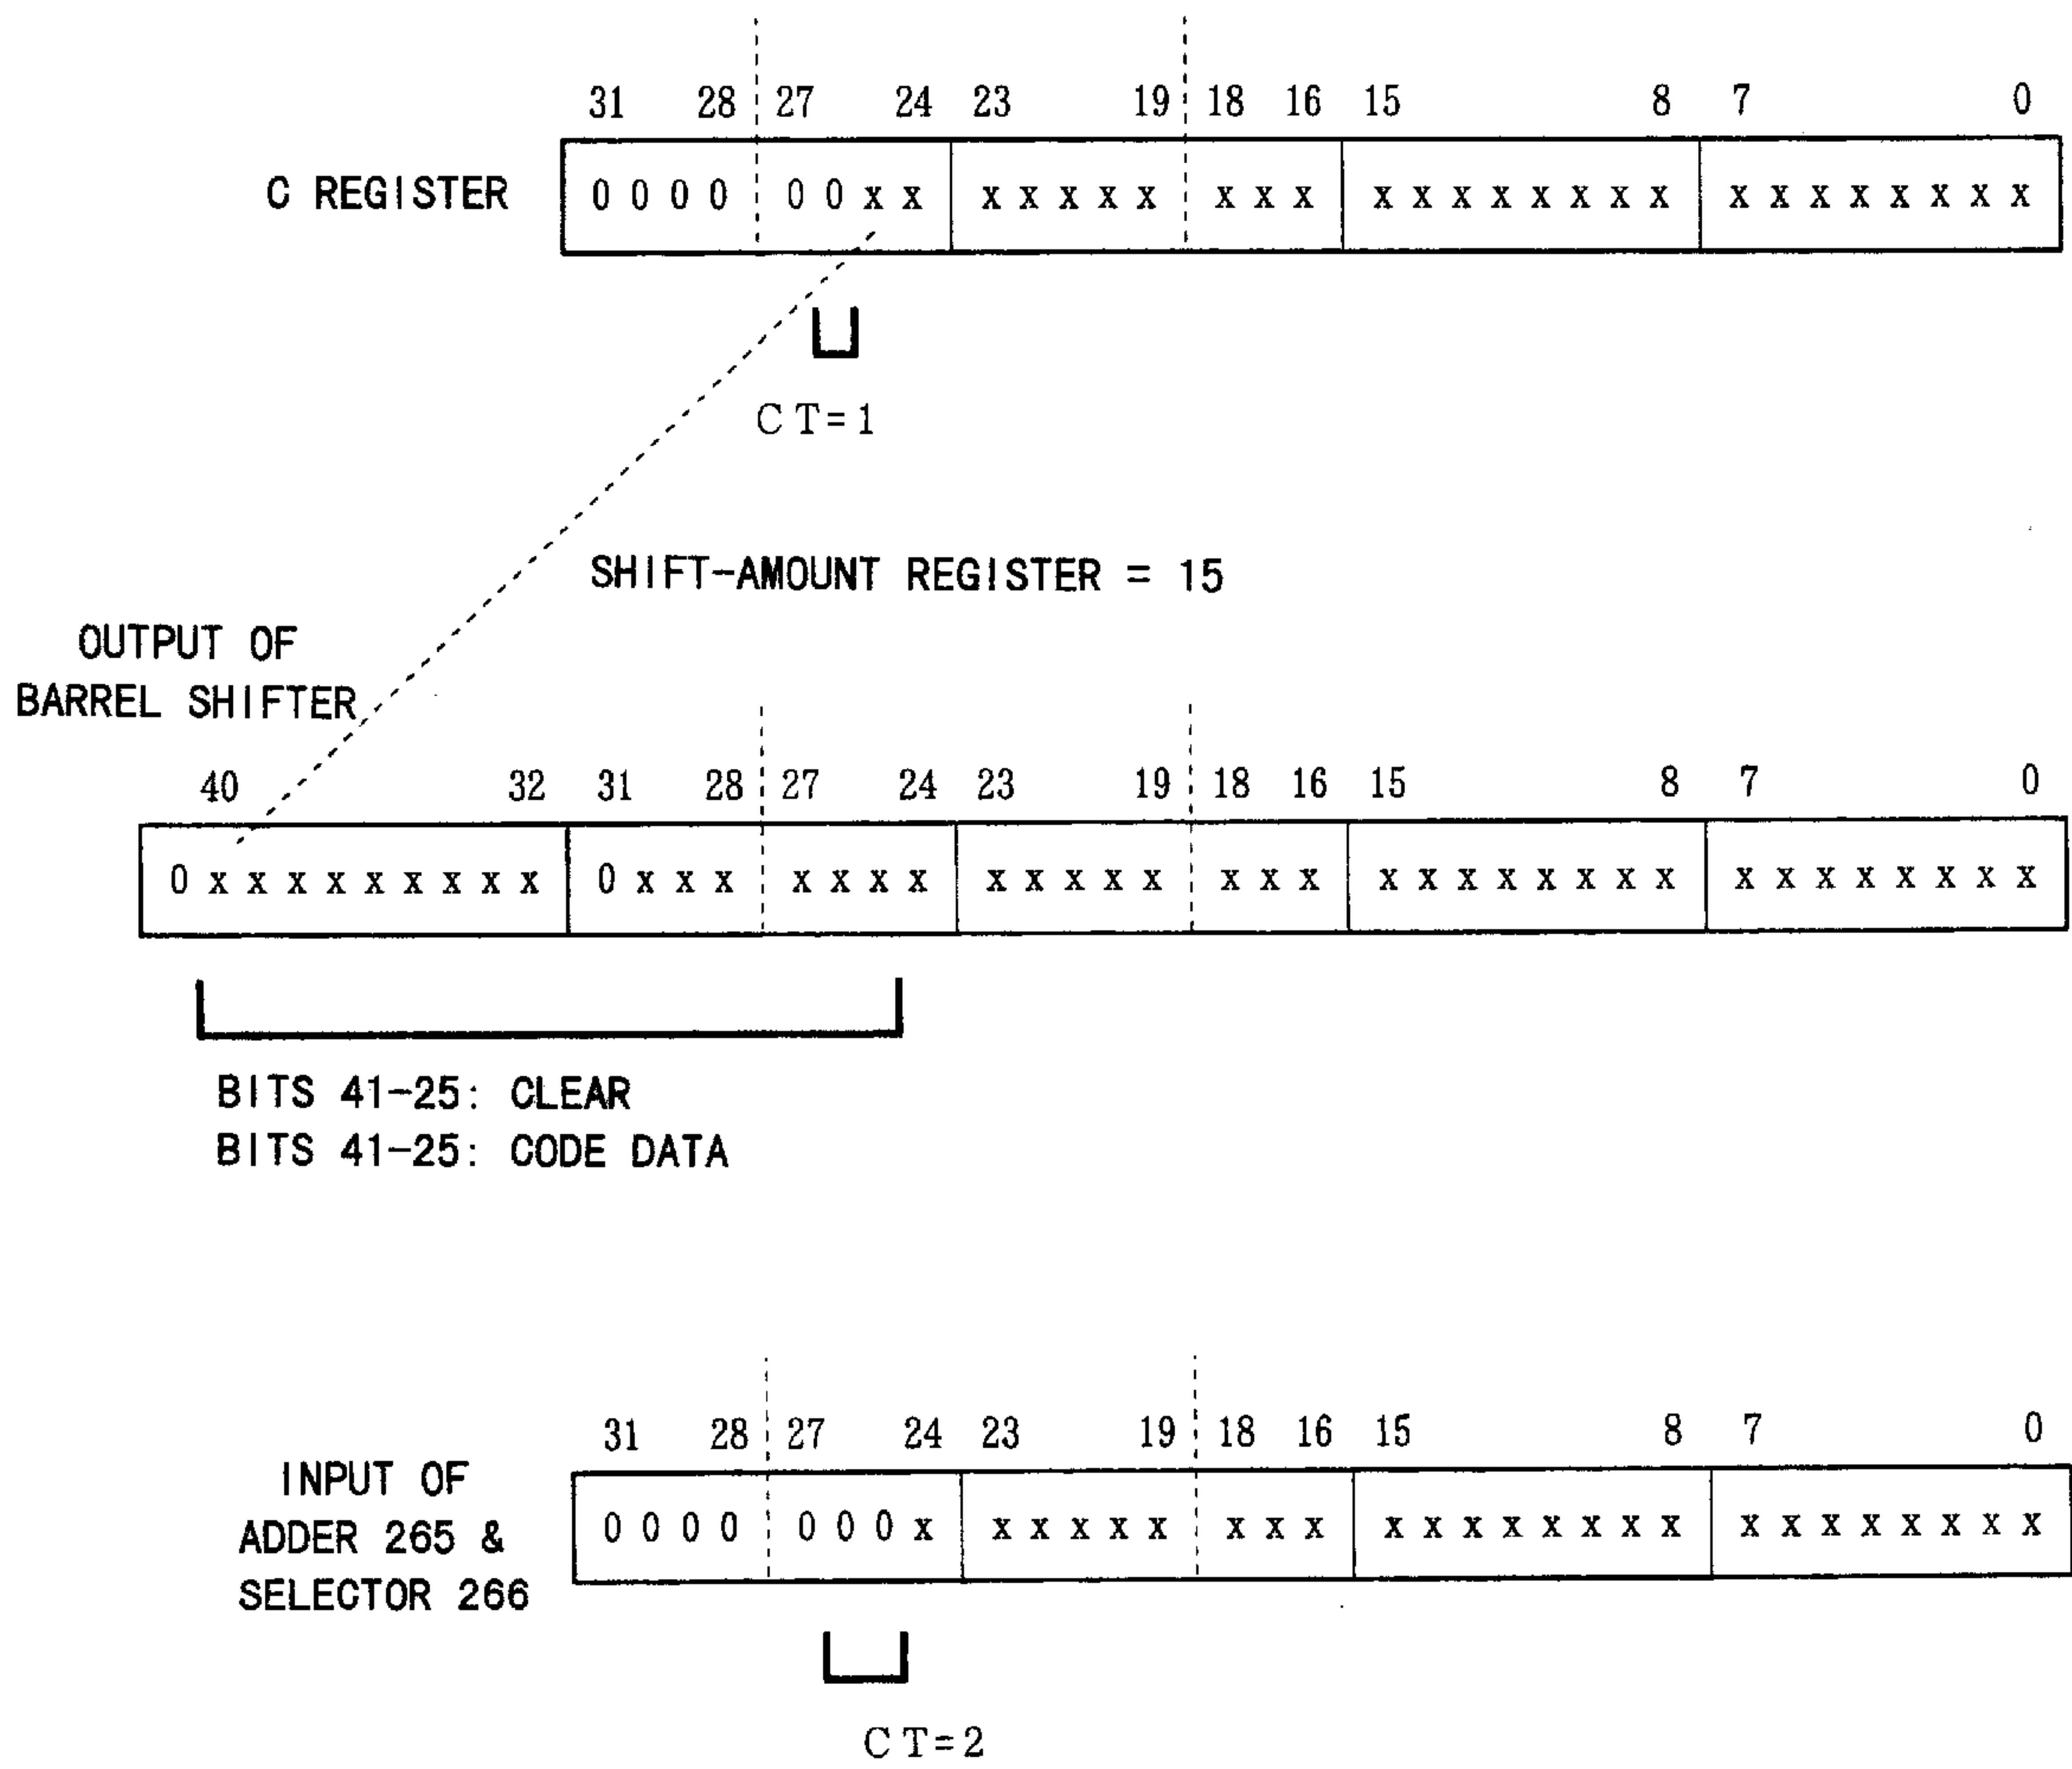 31 28 27 24 23 19 18 16 15 8 7 0
C REGISTER 0 0 0 0 0 0 x x x x x x x x x x x x x x x x x x x x x x x x x x
CT=1
SHIFT-AMOUNT REGISTER = 15
OUTPUT OF
BARREL SHIFTER
40 32 31 28 27 24 23 19 18 16 15 8 7 0
0 x x x x x x x x x 0 x x x x x x x x x x x x x x x x x x x x x x x x x x x x x x x x x
BITS 41-25: CLEAR
BITS 41-25: CODE DATA
31 28 27 24 23 19 18 16 15 8 7 0
INPUT OF
ADDER 265 &
SELECTOR 266
0 0 0 0 0 0 0 x x x x x x x x x x x x x x x x x x x x x x x x x
CT=2